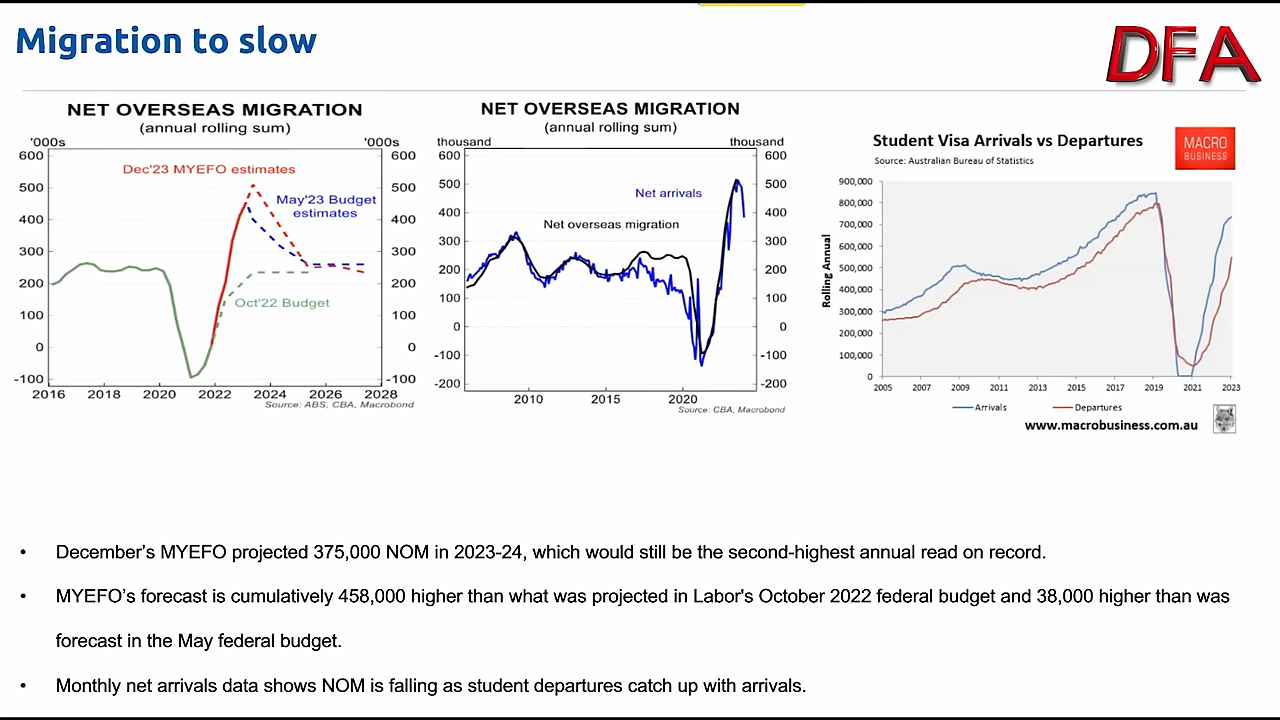 Migration to slow
DFA
NET OVERSEAS MIGRATION
(annual rolling sum)
'000s
'000s
600
500
400
300
200
100
0
-100
600
500
400
300
200
100
0
-100
Dec'23 MYEFO estimates
May'23 Budget
estimates
Oct'22 Budget
2016 2018 2020 2022 2024 2026 2028
Source: ABS, CBA, Macrobond
NET OVERSEAS MIGRATION
(annual rolling sum)
thousand
thousand
600
500
400
300
200
100
0
-100
-200
600
500
400
300
200
100
0
-100
-200
Net arrivals
Net overseas migration
2010 2015 2020
Source: CBA, Macrobond
Student Visa Arrivals vs Departures
Source: Australian Bureau of Statistics
MACRO
BUSINESS
Rolling Annual
900,000
800,000
700,000
600,000
500,000
400,000
300,000
200,000
100,000
0
2005 2007 2009 2011 2013 2015 2017 2019 2021 2023
Arrivals Departures
www.macrobusiness.com.au
• December's MYEFO projected 375,000 NOM in 2023-24, which would still be the second-highest annual read on record.
• MYEFO's forecast is cumulatively 458,000 higher than what was projected in Labor's October 2022 federal budget and 38,000 higher than was
forecast in the May federal budget.
• Monthly net arrivals data shows NOM is falling as student departures catch up with arrivals.